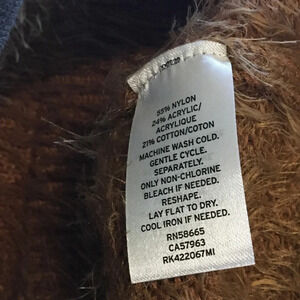 55% NYLON
24% ACRYLIC/
ACRYLIQUE
21% COTTON/COTON
MACHINE WASH COLD.
GENTLE CYCLE.
SEPARATELY.
ONLY NON-CHLORINE
BLEACH IF NEEDED.
RESHAPE.
LAY FLAT TO DRY.
COOL IRON IF NEEDED.
RN58665
CA57963
RK422067MI